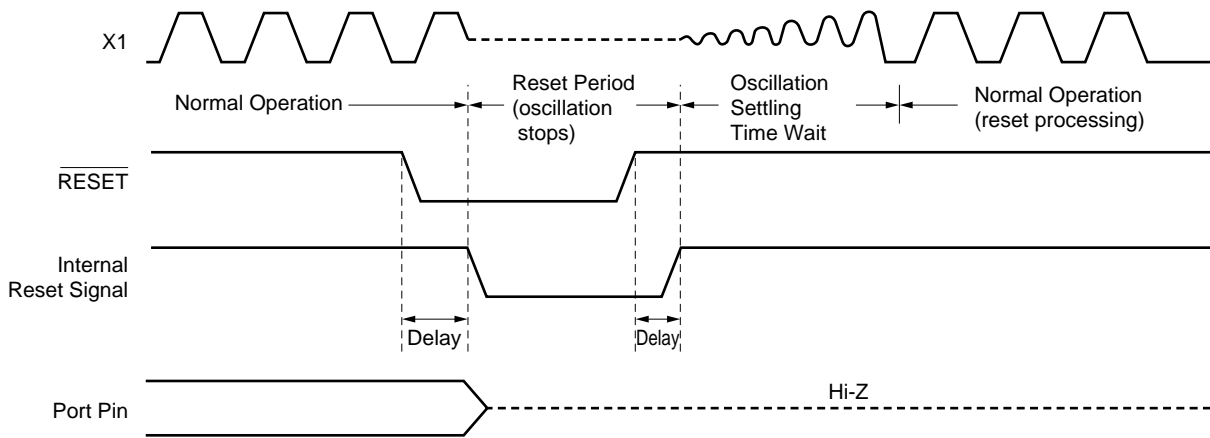 X1
Normal Operation
Reset Period
(oscillation
stops)
Oscillation
Settling
Time Wait
Normal Operation
(reset processing)
RESET
Internal
Reset Signal
Delay
Delay
Port Pin
Hi-Z